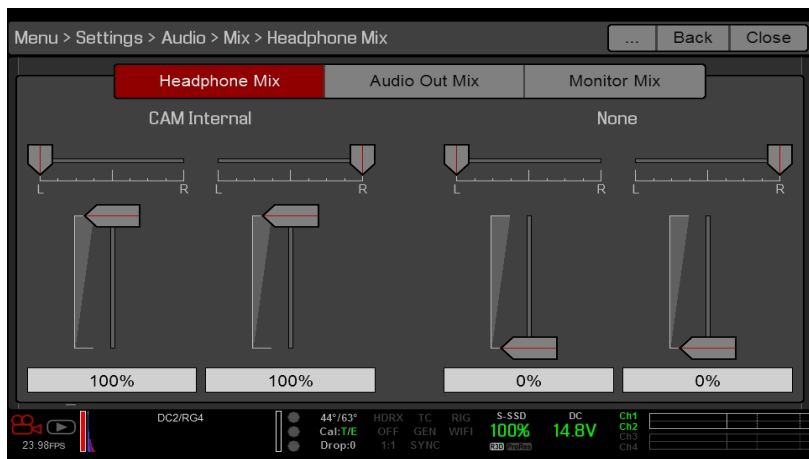 Menu > Settings > Audio > Mix > Headphone Mix ... Back Close
Headphone Mix Audio Out Mix Monitor Mix
CAM Internal None
L R L R L R L R
100% 100% 0% 0%
DC2/RG4 44°/63° HDRX TC RIG S-SSD DC Ch1
Cal:T/E OFF GEN WIFI 100% 14.8V Ch2
23.98FPS Drop:0 1:1 SYNC R3D ProRes Ch3
Ch4